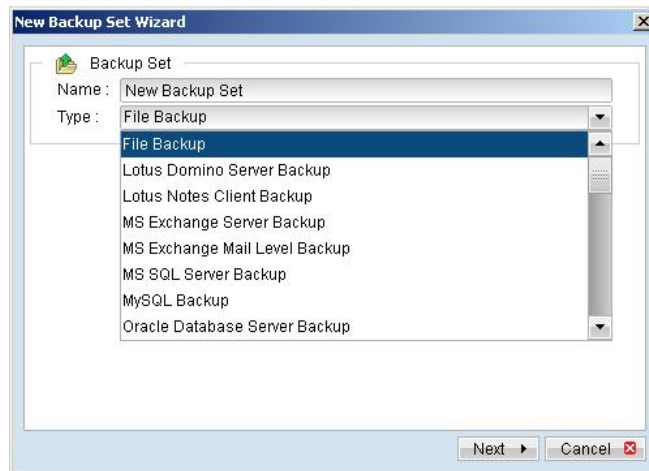 New Backup Set Wizard
Backup Set
Name : New Backup Set
Type : File Backup
File Backup
Lotus Domino Server Backup
Lotus Notes Client Backup
MS Exchange Server Backup
MS Exchange Mail Level Backup
MS SQL Server Backup
MySQL Backup
Oracle Database Server Backup
Next Cancel